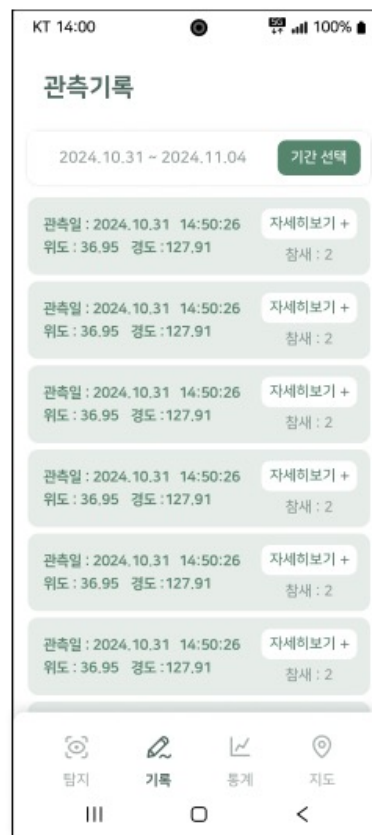 KT 14:00 5G 100%
관측기록
2024.10.31 ~ 2024.11.04 기간 선택
관측일 : 2024.10.31 14:50:26 자세히보기 +
위도 : 36.95 경도 : 127.91 참새 : 2
관측일 : 2024.10.31 14:50:26 자세히보기 +
위도 : 36.95 경도 : 127.91 참새 : 2
관측일 : 2024.10.31 14:50:26 자세히보기 +
위도 : 36.95 경도 : 127.91 참새 : 2
관측일 : 2024.10.31 14:50:26 자세히보기 +
위도 : 36.95 경도 : 127.91 참새 : 2
관측일 : 2024.10.31 14:50:26 자세히보기 +
위도 : 36.95 경도 : 127.91 참새 : 2
관측일 : 2024.10.31 14:50:26 자세히보기 +
위도 : 36.95 경도 : 127.91 참새 : 2
탐지 기록 통계 지도